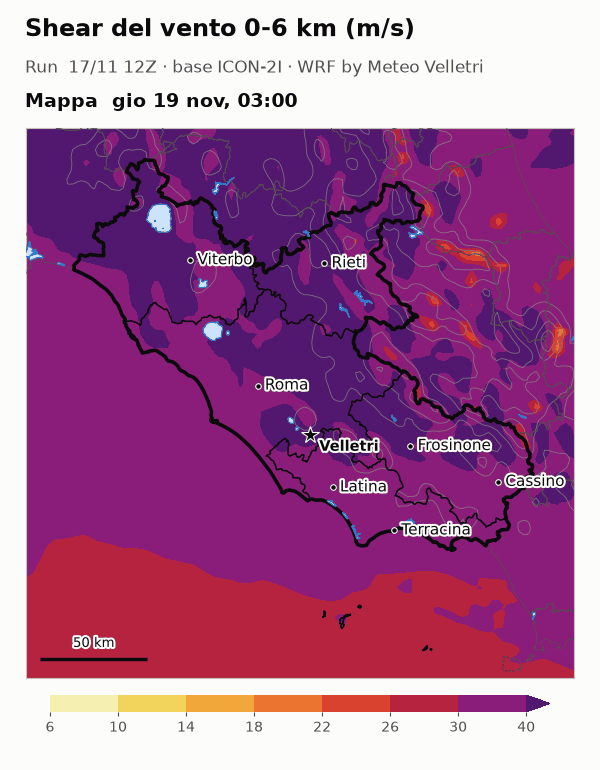 Shear del vento 0-6 km (m/s)
Run 17/11 12Z · base ICON-2I · WRF by Meteo Velletri
Mappa gio 19 nov, 03:00
Viterbo
Rieti
Roma
Velletri
Frosinone
Latina
Cassino
Terracina
50 km
6 10 14 18 22 26 30 40